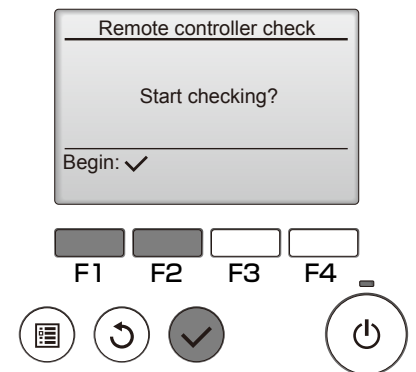 Remote controller check
Start checking?
Begin: ✓
F1 F2 F3 F4